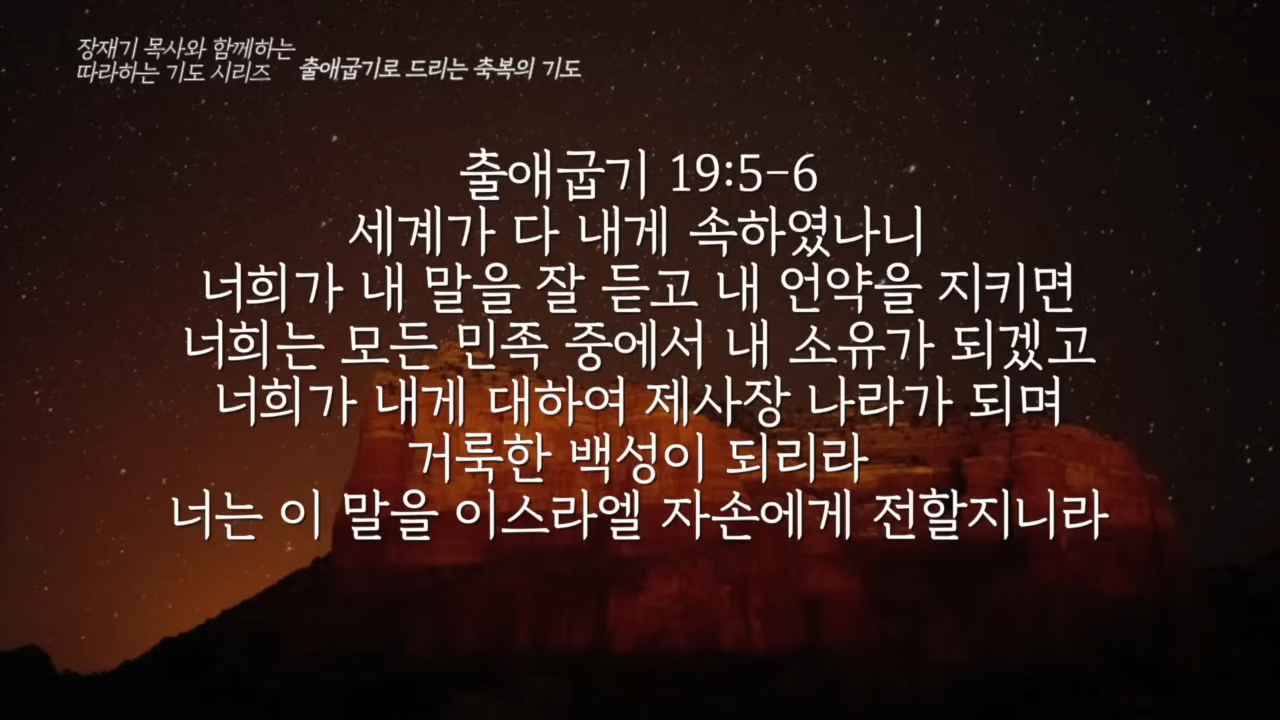 장재기 목사와 함께하는
따라하는 기도 시리즈 출애굽기로 드리는 축복의 기도
출애굽기 19:5-6
세계가 다 내게 속하였나니
너희가 내 말을 잘 듣고 내 언약을 지키면
너희는 모든 민족 중에서 내 소유가 되겠고
너희가 내게 대하여 제사장 나라가 되며
거룩한 백성이 되리라
너는 이 말을 이스라엘 자손에게 전할지니라